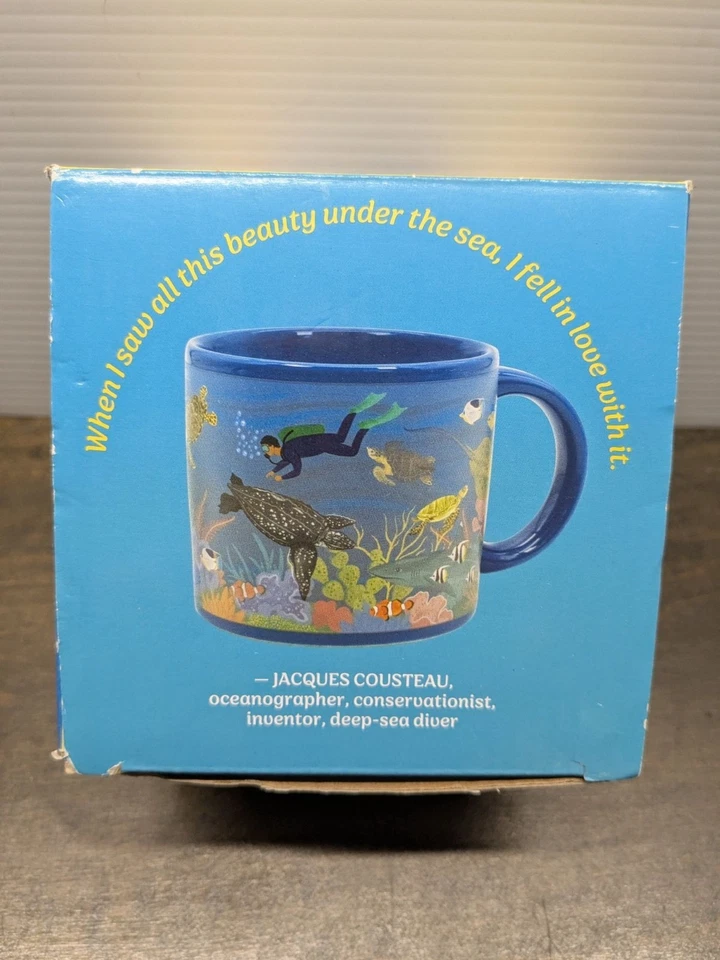 When I saw all this beauty under the sea, I fell in love with it.
— JACQUES COUSTEAU,
oceanographer, conservationist,
inventor, deep-sea diver